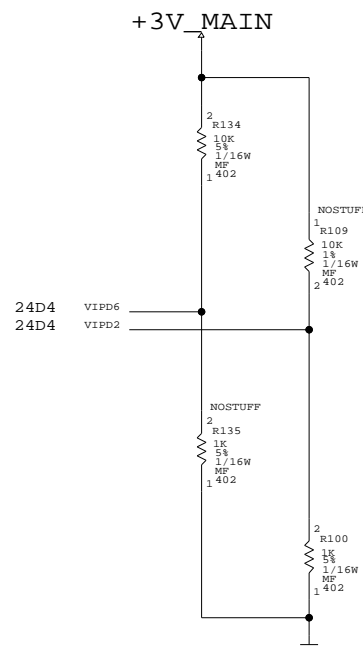 +3V_MAIN
2
R134
10K
5%
1/16W
MF
402
1
NOSTUFF
1
R109
10K
1%
1/16W
MF
402
2
24D4 VIPD6
24D4 VIPD2
NOSTUFF
2
R135
1K
5%
1/16W
MF
402
1
2
R100
1K
5%
1/16W
MF
402
1